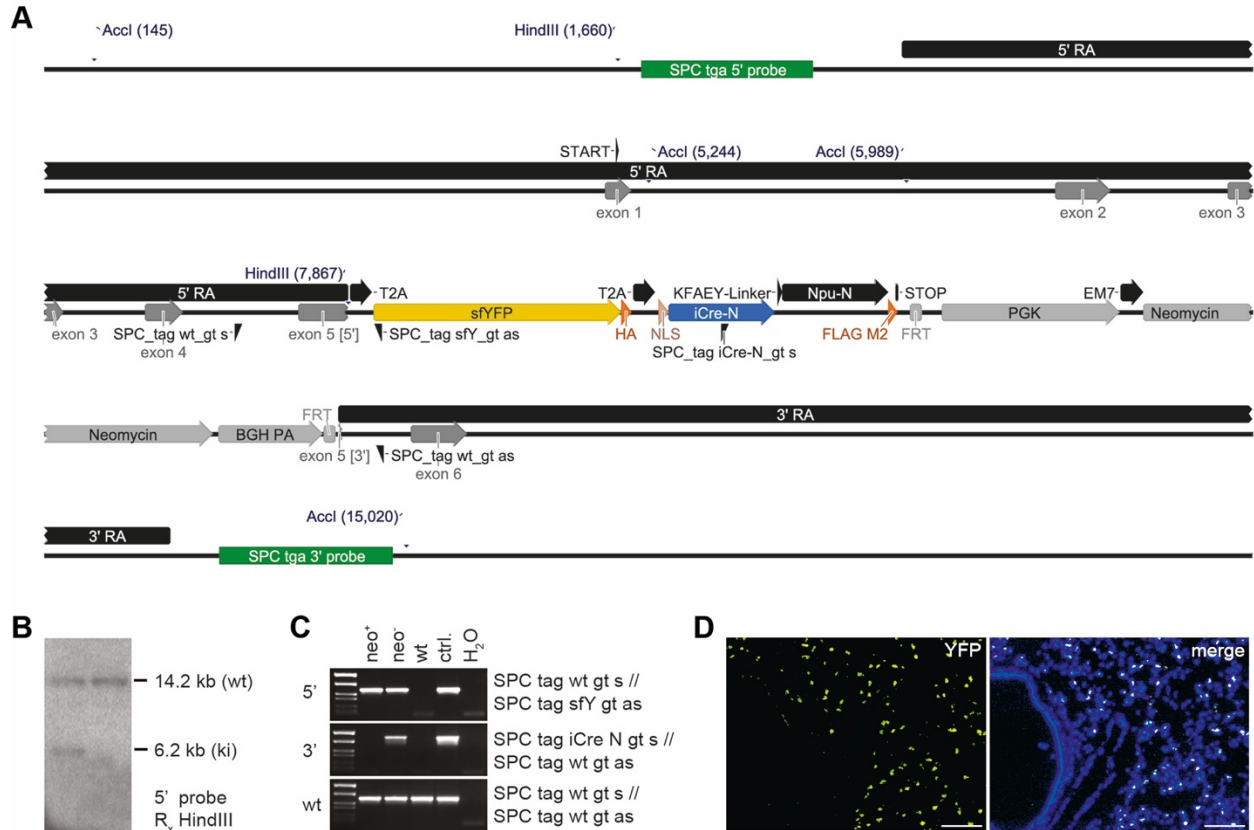 A
AccI (145)
HindIII (1,660)
5' RA
SPC tga 5' probe
START
AccI (5,244)
AccI (5,989)
5' RA
exon 1
exon 2
exon 3
HindIII (7,867)
5' RA
T2A
sfYFP
T2A
KFAEY-Linker
Npu-N
STOP
EM7
iCre-N
PGK
Neomycin
exon 3
SPC_tag wt_gt s
exon 4
exon 5 [5']
SPC_tag sfY_gt as
HA
NLS
SPC_tag iCre-N_gt s
FLAG M2
FRT
FRT
3' RA
Neomycin
BGH PA
exon 5 [3']
SPC_tag wt_gt as
exon 6
AccI (15,020)
3' RA
SPC tga 3' probe
B
14.2 kb (wt)
6.2 kb (ki)
5' probe
Rx HindIII
C
neo+
neo-
wt
ctrl.
H2O
5'
SPC tag wt gt s //
SPC tag sfY gt as
3'
SPC tag iCre N gt s //
SPC tag wt gt as
wt
SPC tag wt gt s //
SPC tag wt gt as
D
YFP
merge